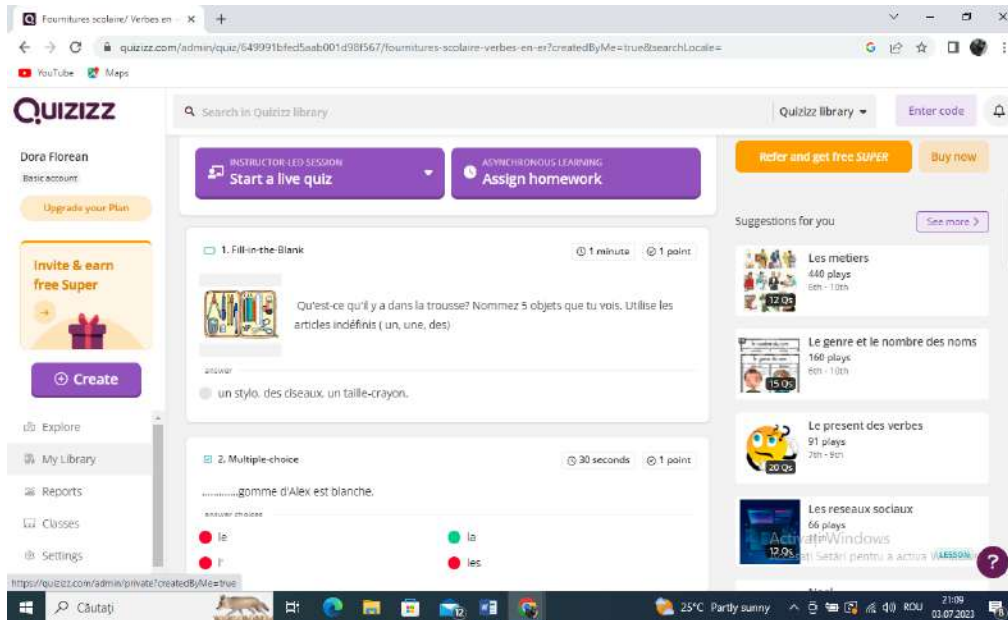 Fournitures scolaire/ Verbes en -
quizizz.com/admin/quiz/649991bfed5aab001d98f567/fournitures-scolaire-verbes-en-er?createdByMe=true&searchLocale=
YouTube Maps
QUIZIZZ
Search in Quizizz library
Quizizz library
Enter code
Dora Florean
Basic account
Upgrade your Plan
Invite & earn
free Super
Create
Explore
My Library
Reports
Classes
Settings
INSTRUCTOR-LED SESSION
Start a live quiz
ASYNCHRONOUS LEARNING
Assign homework
1. Fill-in-the-Blank
1 minute
1 point
Qu'est-ce qu'il y a dans la trousse? Nommez 5 objets que tu vois. Utilise les
articles indéfinis ( un, une, des)
answer
un stylo, des ciseaux, un taille-crayon,
2. Multiple-choice
30 seconds
1 point
.............gomme d'Alex est blanche.
answer choices
le
la
l'
les
Refer and get free SUPER
Buy now
Suggestions for you
See more >
Les metiers
440 plays
6th - 10th
12 Qs
Le genre et le nombre des noms
160 plays
6th - 10th
15 Qs
Le present des verbes
91 plays
7th - 9th
20 Qs
Les reseaux sociaux
66 plays
12 Qs
LESSON
Activați Windows
Setări pentru a activa
?
https://quizizz.com/admin/private?createdByMe=true
Căutați
12
25°C Partly sunny
ROU
21:09
03.07.2023